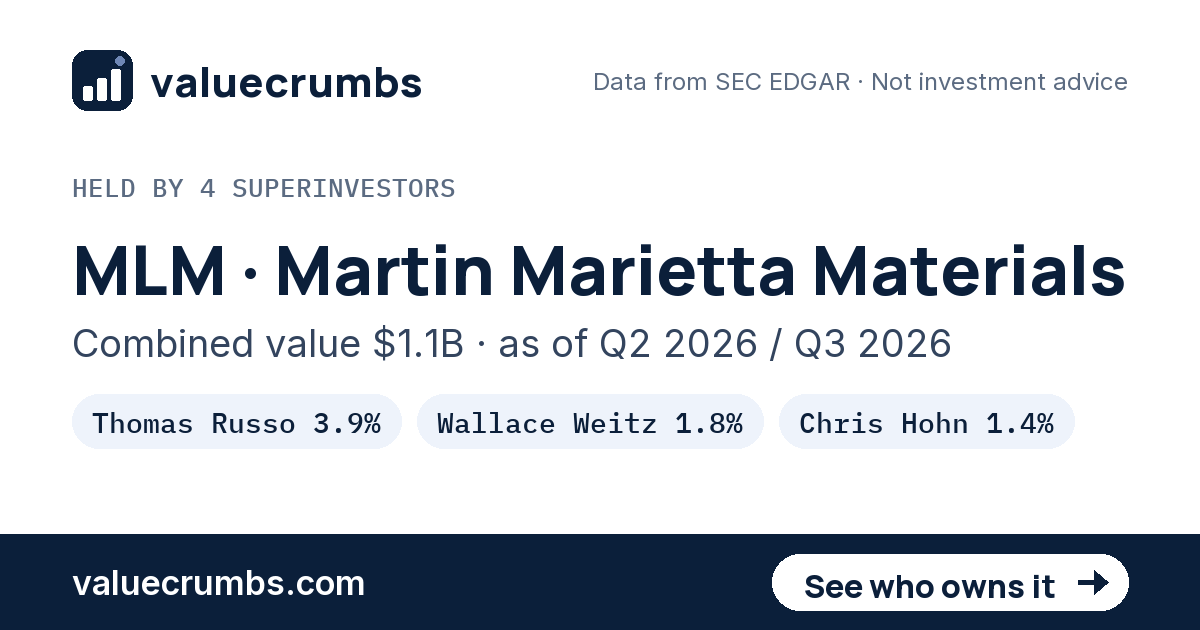 valuecrumbs
Data from SEC EDGAR · Not investment advice
HELD BY 4 SUPERINVESTORS
MLM · Martin Marietta Materials
Combined value $1.1B · as of Q2 2026 / Q3 2026
Thomas Russo 3.9% Wallace Weitz 1.8% Chris Hohn 1.4%
valuecrumbs.com See who owns it →